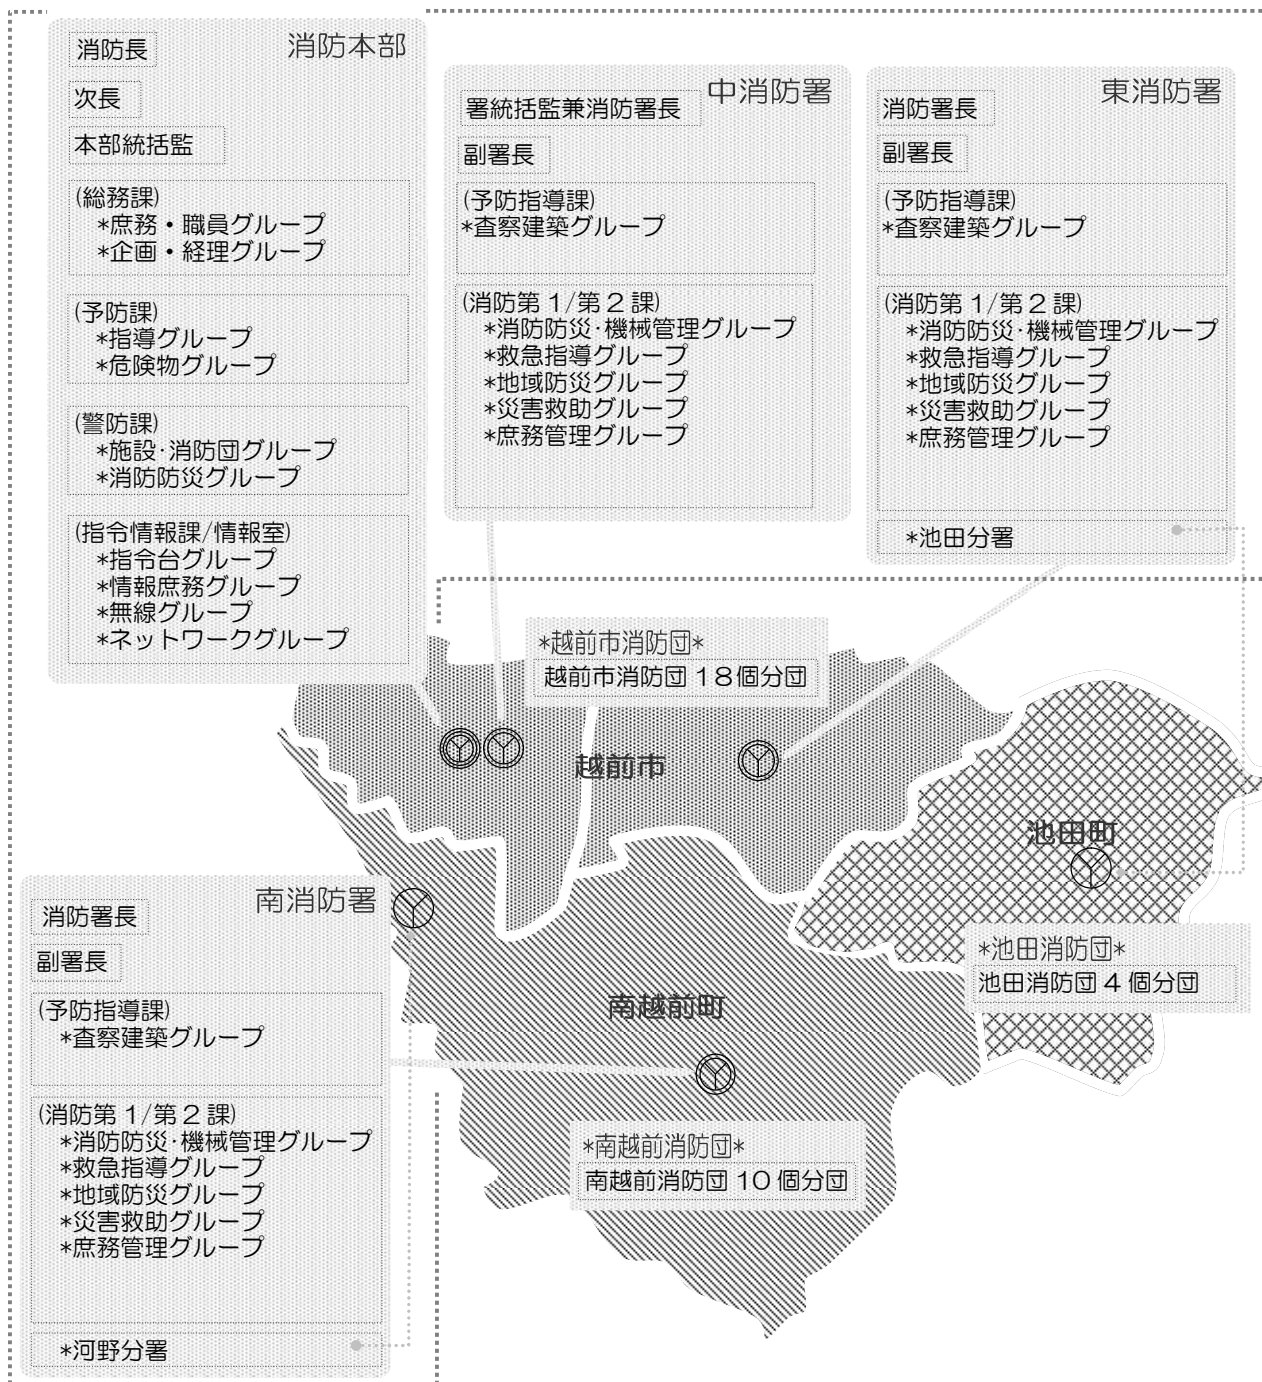 消防本部
消防長
次長
本部統括監
(総務課)
*庶務・職員グループ
*企画・経理グループ
(予防課)
*指導グループ
*危険物グループ
(警防課)
*施設･消防団グループ
*消防防災グループ
(指令情報課/情報室)
*指令台グループ
*情報庶務グループ
*無線グループ
*ネットワークグループ
中消防署
署統括監兼消防署長
副署長
(予防指導課)
*査察建築グループ
(消防第1/第2課)
*消防防災･機械管理グループ
*救急指導グループ
*地域防災グループ
*災害救助グループ
*庶務管理グループ
東消防署
消防署長
副署長
(予防指導課)
*査察建築グループ
(消防第1/第2課)
*消防防災･機械管理グループ
*救急指導グループ
*地域防災グループ
*災害救助グループ
*庶務管理グループ
*池田分署
*越前市消防団*
越前市消防団18個分団
越前市
池田町
*池田消防団*
池田消防団4個分団
南消防署
消防署長
副署長
(予防指導課)
*査察建築グループ
(消防第1/第2課)
*消防防災･機械管理グループ
*救急指導グループ
*地域防災グループ
*災害救助グループ
*庶務管理グループ
*河野分署
南越前町
*南越前消防団*
南越前消防団10個分団